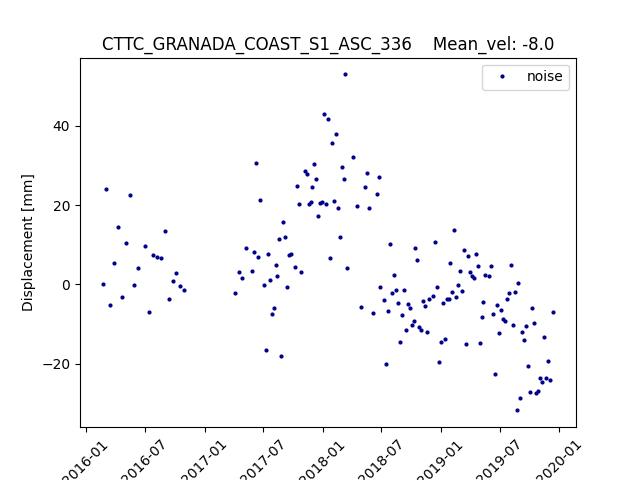 CTTC_GRANADA_COAST_S1_ASC_336 Mean_vel: -8.0
noise
Displacement [mm]
40
20
0
−20
2016-01 2016-07 2017-01 2017-07 2018-01 2018-07 2019-01 2019-07 2020-01